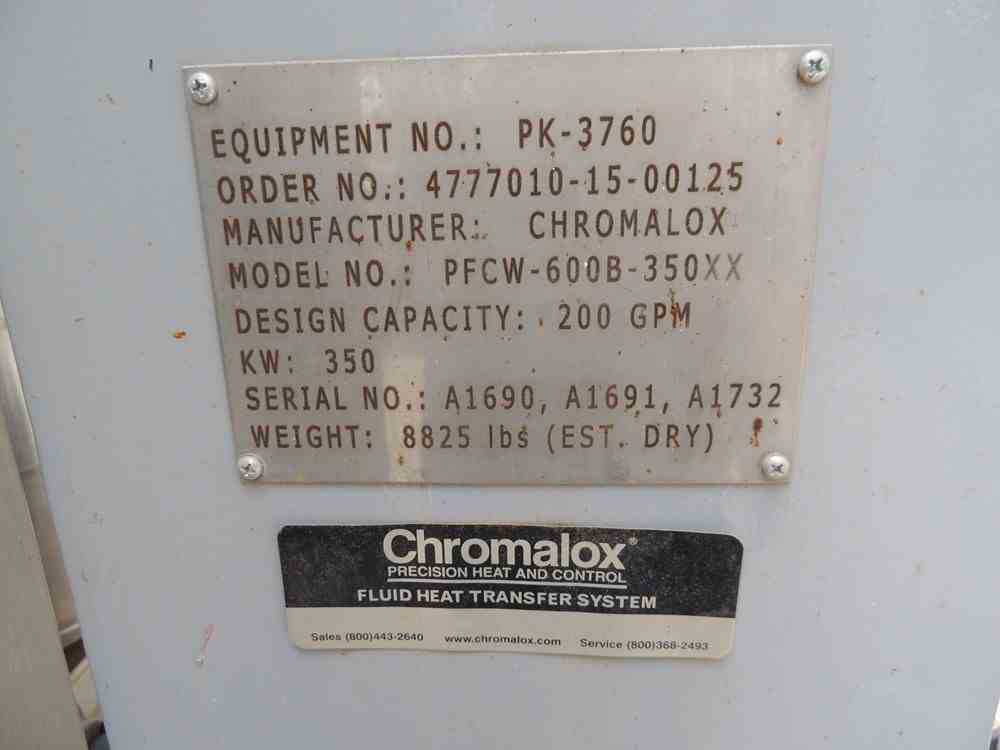 EQUIPMENT NO.: PK-3760
ORDER NO.: 4777010-15-00125
MANUFACTURER: CHROMALOX
MODEL NO.: PFCW-600B-350XX
DESIGN CAPACITY: 200 GPM
KW: 350
SERIAL NO.: A1690, A1691, A1732
WEIGHT: 8825 lbs (EST. DRY)
Chromalox®
PRECISION HEAT AND CONTROL
FLUID HEAT TRANSFER SYSTEM
Sales (800)443-2640 www.chromalox.com Service (800)368-2493